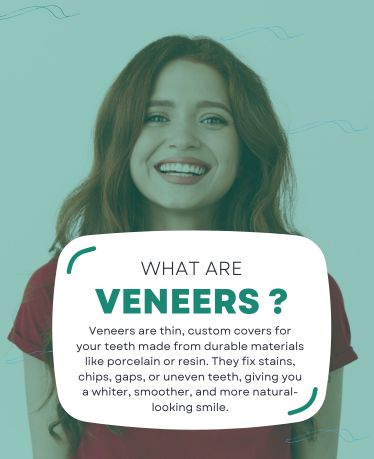 WHAT ARE
VENEERS ?
Veneers are thin, custom covers for
your teeth made from durable materials
like porcelain or resin. They fix stains,
chips, gaps, or uneven teeth, giving you
a whiter, smoother, and more natural-
looking smile.